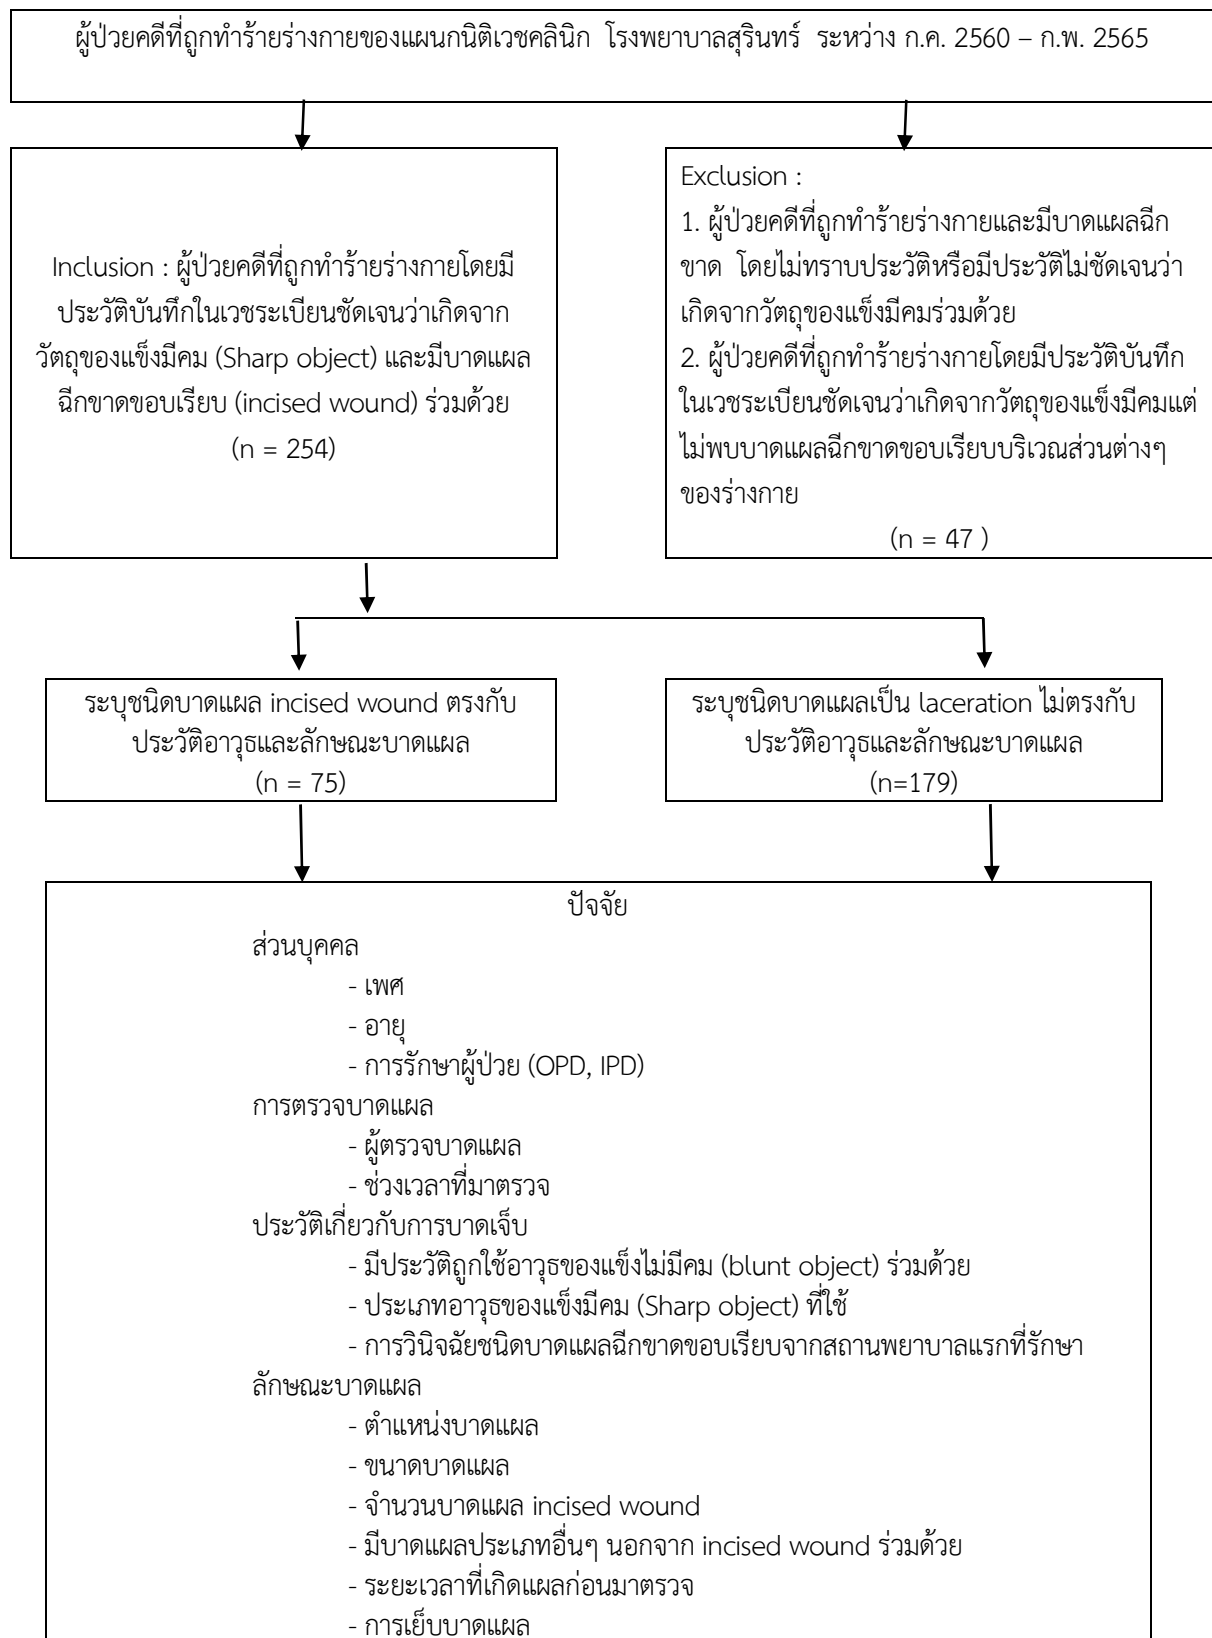 ผู้ป่วยคดีที่ถูกทำร้ายร่างกายของแผนกนิติเวชคลินิก โรงพยาบาลสุรินทร์ ระหว่าง ก.ค. 2560 – ก.พ. 2565
Inclusion : ผู้ป่วยคดีที่ถูกทำร้ายร่างกายโดยมี
ประวัติบันทึกในเวชระเบียนชัดเจนว่าเกิดจาก
วัตถุของแข็งมีคม (Sharp object) และมีบาดแผล
ฉีกขาดขอบเรียบ (incised wound) ร่วมด้วย
(n = 254)
Exclusion :
1. ผู้ป่วยคดีที่ถูกทำร้ายร่างกายและมีบาดแผลฉีก
ขาด โดยไม่ทราบประวัติหรือมีประวัติไม่ชัดเจนว่า
เกิดจากวัตถุของแข็งมีคมร่วมด้วย
2. ผู้ป่วยคดีที่ถูกทำร้ายร่างกายโดยมีประวัติบันทึก
ในเวชระเบียนชัดเจนว่าเกิดจากวัตถุของแข็งมีคมแต่
ไม่พบบาดแผลฉีกขาดขอบเรียบบริเวณส่วนต่างๆ
ของร่างกาย
(n = 47 )
ระบุชนิดบาดแผล incised wound ตรงกับ
ประวัติอาวุธและลักษณะบาดแผล
(n = 75)
ระบุชนิดบาดแผลเป็น laceration ไม่ตรงกับ
ประวัติอาวุธและลักษณะบาดแผล
(n=179)
ปัจจัย
ส่วนบุคคล
- เพศ
- อายุ
- การรักษาผู้ป่วย (OPD, IPD)
การตรวจบาดแผล
- ผู้ตรวจบาดแผล
- ช่วงเวลาที่มาตรวจ
ประวัติเกี่ยวกับการบาดเจ็บ
- มีประวัติถูกใช้อาวุธของแข็งไม่มีคม (blunt object) ร่วมด้วย
- ประเภทอาวุธของแข็งมีคม (Sharp object) ที่ใช้
- การวินิจฉัยชนิดบาดแผลฉีกขาดขอบเรียบจากสถานพยาบาลแรกที่รักษา
ลักษณะบาดแผล
- ตำแหน่งบาดแผล
- ขนาดบาดแผล
- จำนวนบาดแผล incised wound
- มีบาดแผลประเภทอื่นๆ นอกจาก incised wound ร่วมด้วย
- ระยะเวลาที่เกิดแผลก่อนมาตรวจ
- การเย็บบาดแผล